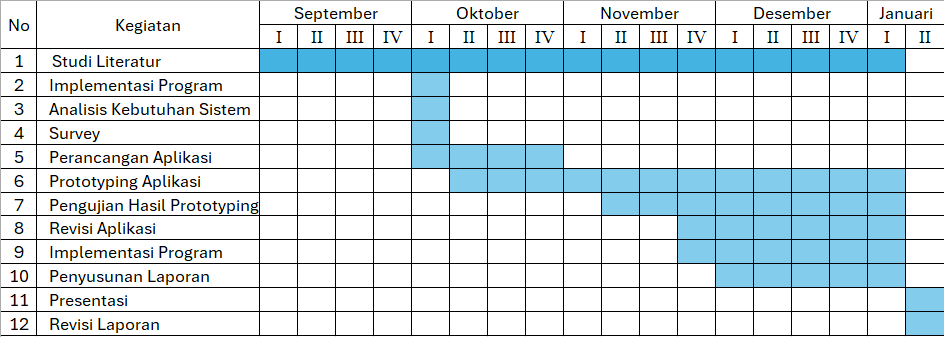 No Kegiatan September Oktober November Desember Januari
I II III IV I II III IV I II III IV I II III IV I II
1 Studi Literatur
2 Implementasi Program
3 Analisis Kebutuhan Sistem
4 Survey
5 Perancangan Aplikasi
6 Prototyping Aplikasi
7 Pengujian Hasil Prototyping
8 Revisi Aplikasi
9 Implementasi Program
10 Penyusunan Laporan
11 Presentasi
12 Revisi Laporan